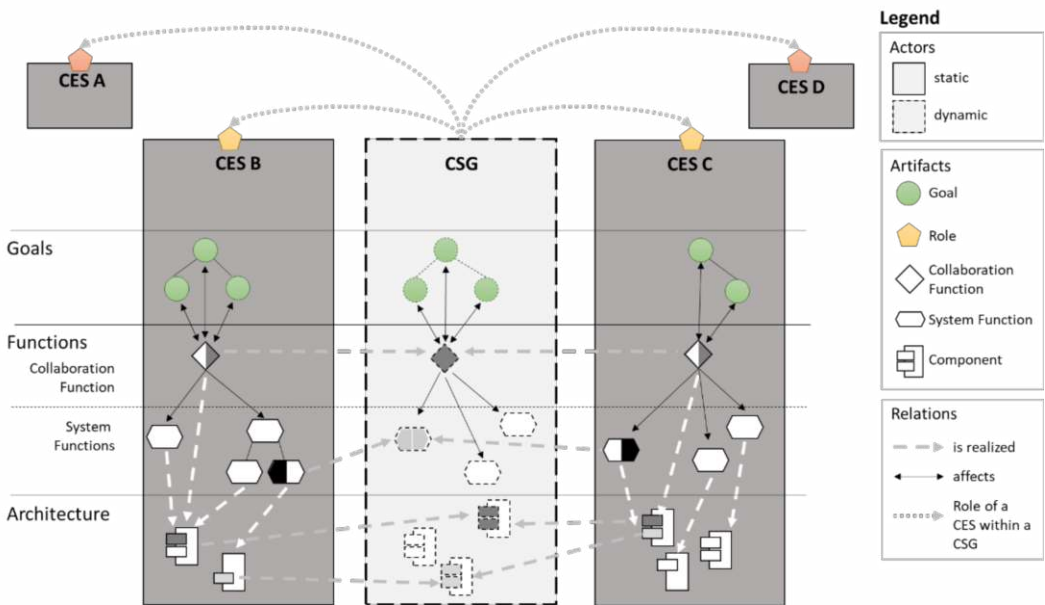 CES A
CES D
CES B
CSG
CES C
Goals
Functions
Collaboration
Function
System
Functions
Architecture
Legend
Actors
static
dynamic
Artifacts
Goal
Role
Collaboration
Function
System Function
Component
Relations
is realized
affects
Role of a
CES within a
CSG